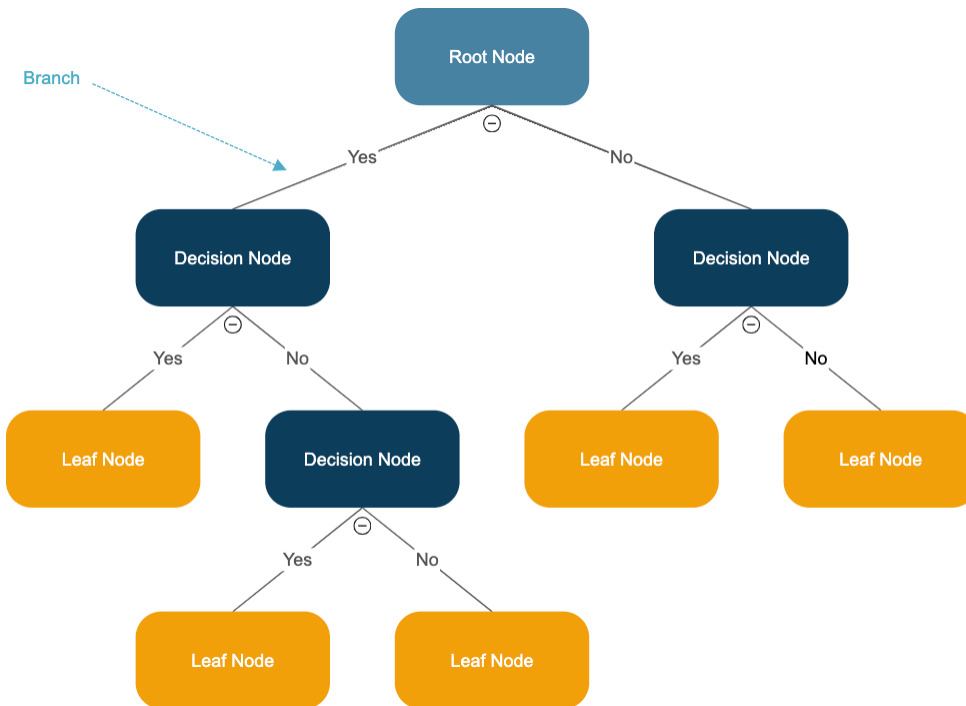 Root Node
Branch
Yes
No
Decision Node
Decision Node
Yes
No
Yes
No
Leaf Node
Decision Node
Leaf Node
Leaf Node
Yes
No
Leaf Node
Leaf Node